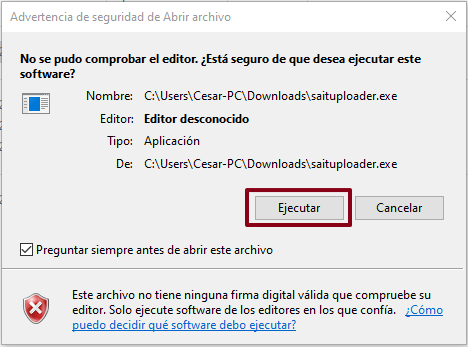 Advertencia de seguridad de Abrir archivo
No se pudo comprobar el editor. ¿Está seguro de que desea ejecutar este
software?
Nombre: C:\Users\Cesar-PC\Downloads\saituploader.exe
Editor: Editor desconocido
Tipo: Aplicación
De: C:\Users\Cesar-PC\Downloads\saituploader.exe
Ejecutar Cancelar
Preguntar siempre antes de abrir este archivo
Este archivo no tiene ninguna firma digital válida que compruebe su
editor. Solo ejecute software de los editores en los que confía. ¿Cómo
puedo decidir qué software debo ejecutar?